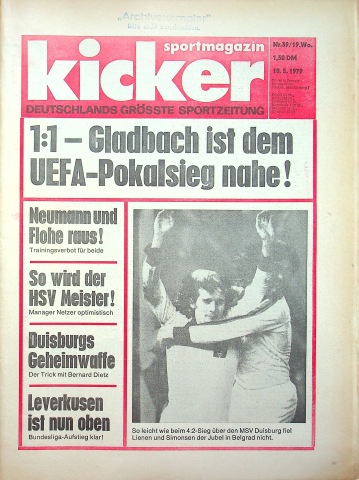 „Archivexemplar"
sportmagazin
kicker
DEUTSCHLANDS GRÖSSTE SPORTZEITUNG
Nr. 39/19. Wo.
1,50 DM
10. 5. 1979
1:1 – Gladbach ist dem
UEFA-Pokalsieg nahe!
Neumann und
Flohe raus!
Trainingsverbot für beide
So wird der
HSV Meister!
Manager Netzer optimistisch
Duisburgs
Geheimwaffe
Der Trick mit Bernard Dietz
Leverkusen
ist nun oben
Bundesliga-Aufstieg klar!
So leicht wie beim 4:2-Sieg über den MSV Duisburg fiel
Lienen und Simonsen der Jubel in Belgrad nicht.